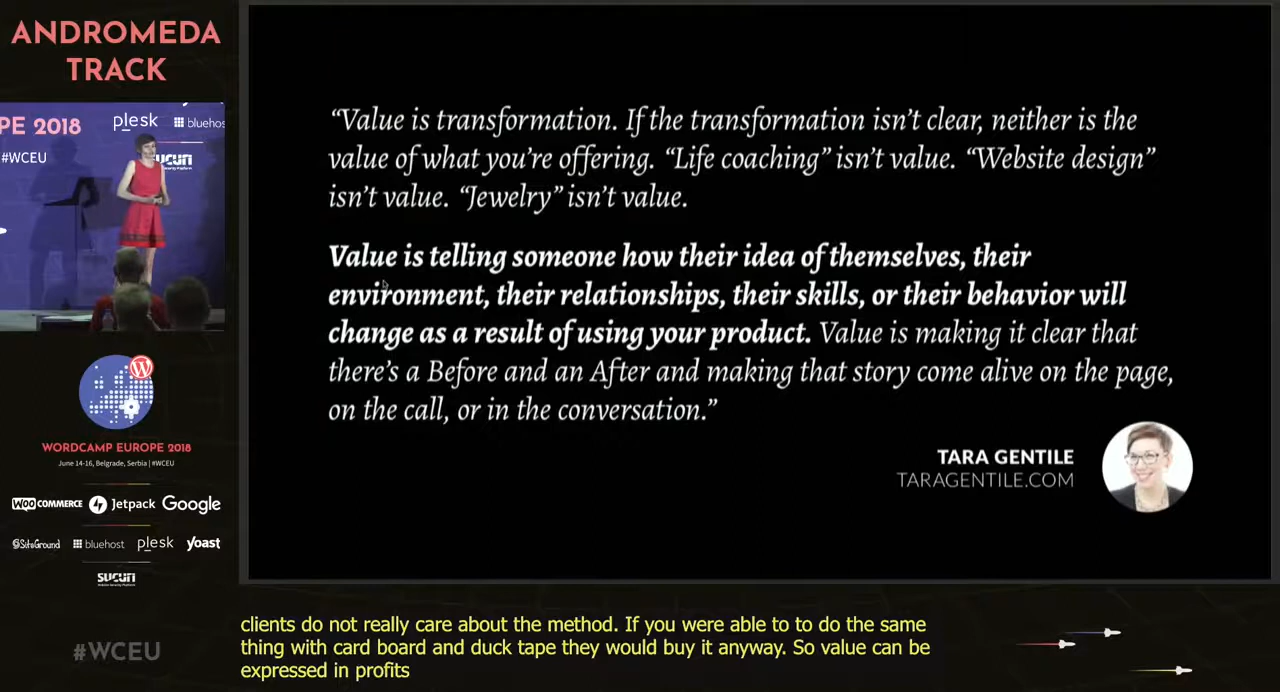 ANDROMEDA
TRACK
PE 2018
#WCEU
plesk
bluehos
sucuri
WORDCAMP EUROPE 2018
June 14-16, Belgrade, Serbia | #WCEU
WOO COMMERCE Jetpack Google
SiteGround bluehost plesk yoast
sucuri
#WCEU
“Value is transformation. If the transformation isn’t clear, neither is the
value of what you’re offering. “Life coaching” isn’t value. “Website design”
isn’t value. “Jewelry” isn’t value.
Value is telling someone how their idea of themselves, their
environment, their relationships, their skills, or their behavior will
change as a result of using your product. Value is making it clear that
there’s a Before and an After and making that story come alive on the page,
on the call, or in the conversation.”
TARA GENTILE
TARAGENTILE.COM
clients do not really care about the method. If you were able to to do the same
thing with card board and duck tape they would buy it anyway. So value can be
expressed in profits